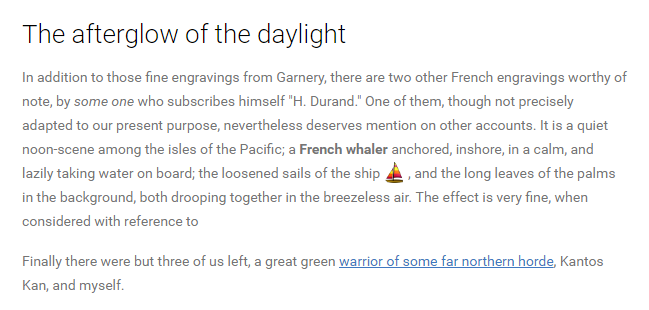 The afterglow of the daylight
In addition to those fine engravings from Garnery, there are two other French engravings worthy of
note, by some one who subscribes himself "H. Durand." One of them, though not precisely
adapted to our present purpose, nevertheless deserves mention on other accounts. It is a quiet
noon-scene among the isles of the Pacific; a French whaler anchored, inshore, in a calm, and
lazily taking water on board; the loosened sails of the ship , and the long leaves of the palms
in the background, both drooping together in the breezeless air. The effect is very fine, when
considered with reference to
Finally there were but three of us left, a great green warrior of some far northern horde, Kantos
Kan, and myself.